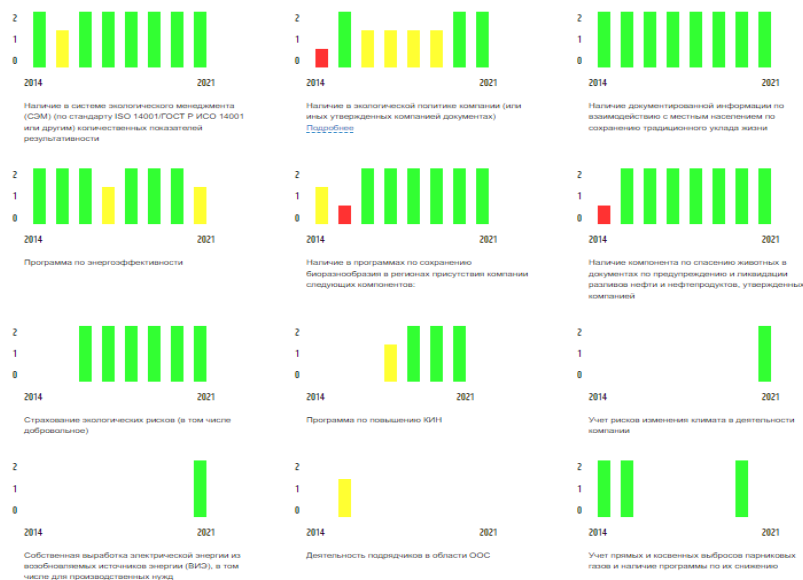 2
1
0
2014 2021
Наличие в системе экологического менеджмента
(СЭМ) (по стандарту ISO 14001/ГОСТ Р ИСО 14001
или другим) количественных показателей
результативности
2
1
0
2014 2021
Наличие в экологической политике компании (или
иных утвержденных компанией документах)
Подробнее
2
1
0
2014 2021
Наличие документированной информации по
взаимодействию с местным населением по
сохранению традиционного уклада жизни
2
1
0
2014 2021
Программа по энергоэффективности
2
1
0
2014 2021
Наличие в программах по сохранению
биоразнообразия в регионах присутствия компании
следующих компонентов:
2
1
0
2014 2021
Наличие компонента по спасению животных в
документах по предупреждению и ликвидации
разливов нефти и нефтепродуктов, утвержденных
компанией
2
1
0
2014 2021
Страхование экологических рисков (в том числе
добровольное)
2
1
0
2014 2021
Программа по повышению КИН
2
1
0
2014 2021
Учет рисков изменения климата в деятельности
компании
2
1
0
2014 2021
Собственная выработка электрической энергии из
возобновляемых источников энергии (ВИЭ), в том
числе для производственных нужд
2
1
0
2014 2021
Деятельность подрядчиков в области ООС
2
1
0
2014 2021
Учет прямых и косвенных выбросов парниковых
газов и наличие программы по их снижению